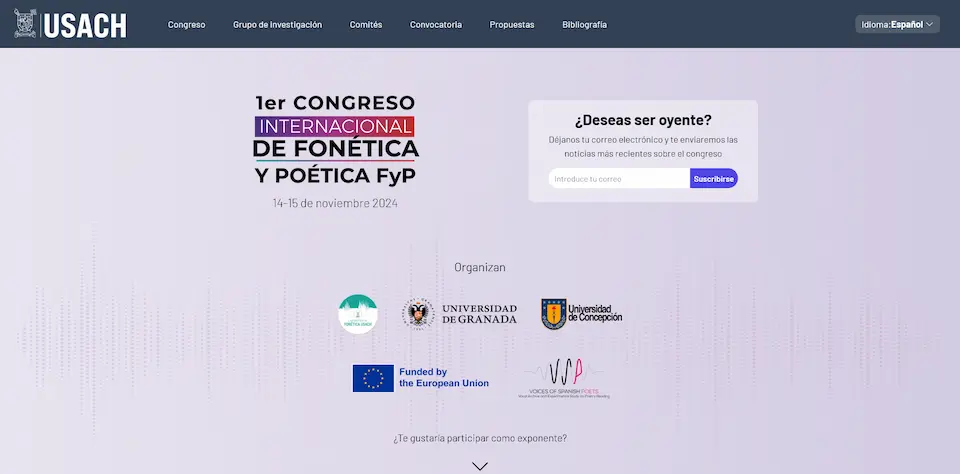 USACH
Congreso
Grupo de investigación
Comités
Convocatoria
Propuestas
Bibliografía
Idioma:Español
1er CONGRESO
INTERNACIONAL
DE FONÉTICA
Y POÉTICA FyP
14-15 de noviembre 2024
¿Deseas ser oyente?
Déjanos tu correo electrónico y te enviaremos las
noticias más recientes sobre el congreso
Introduce tu correo
Suscribirse
Organizan
FONÉTICA USACH
UNIVERSIDAD
DE GRANADA
Universidad
de Concepción
Funded by
the European Union
VSP
VOICES OF SPANISH POETS
¿Te gustaría participar como exponente?